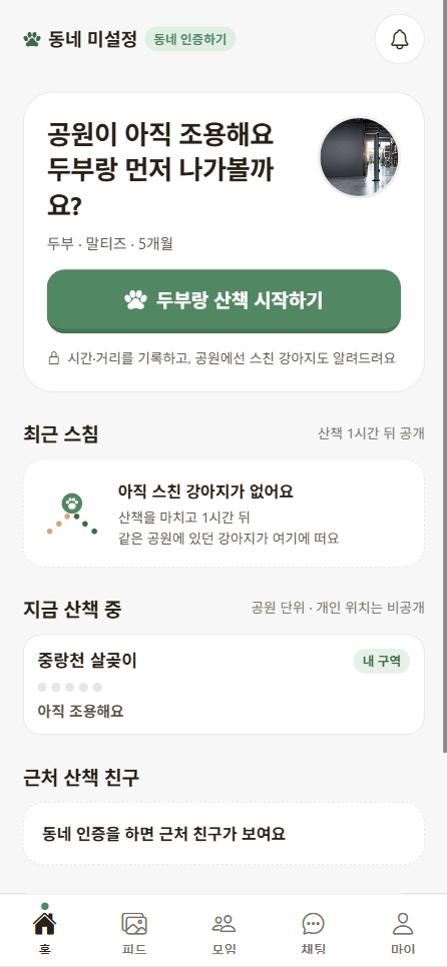 동네 미설정 동네 인증하기
공원이 아직 조용해요
두부랑 먼저 나가볼까
요?
두부 · 말티즈 · 5개월
두부랑 산책 시작하기
시간·거리를 기록하고, 공원에선 스친 강아지도 알려드려요
최근 스침 산책 1시간 뒤 공개
아직 스친 강아지가 없어요
산책을 마치고 1시간 뒤
같은 공원에 있던 강아지가 여기에 떠요
지금 산책 중 공원 단위 · 개인 위치는 비공개
중랑천 살곶이 내 구역
아직 조용해요
근처 산책 친구
동네 인증을 하면 근처 친구가 보여요
홈 피드 모임 채팅 마이